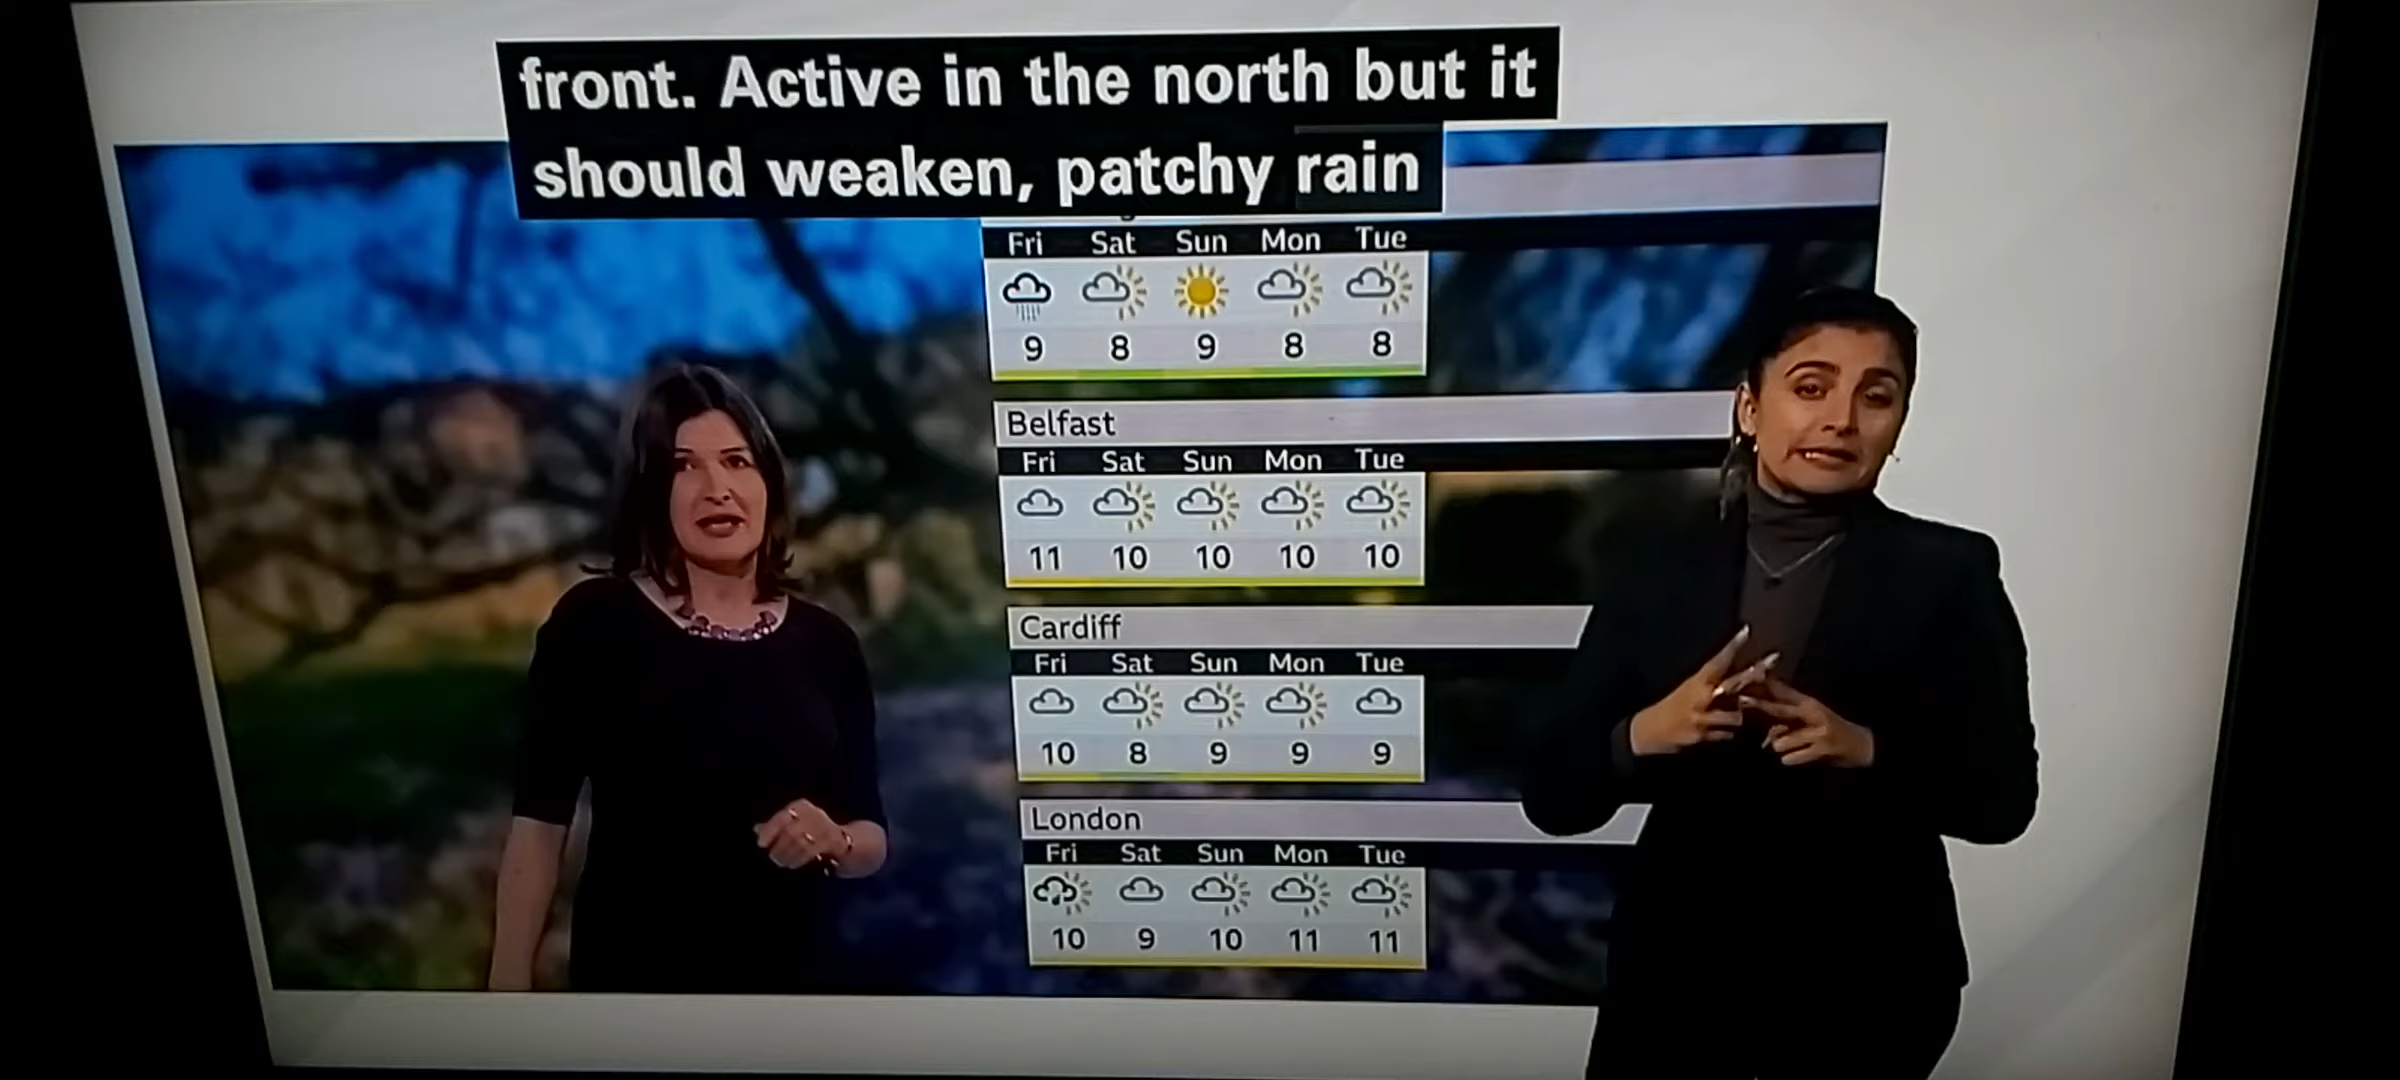 front. Active in the north but it
should weaken, patchy rain
Fri Sat Sun Mon Tue
9 8 9 8 8
Belfast
Fri Sat Sun Mon Tue
11 10 10 10 10
Cardiff
Fri Sat Sun Mon Tue
10 8 9 9 9
London
Fri Sat Sun Mon Tue
10 9 10 11 11